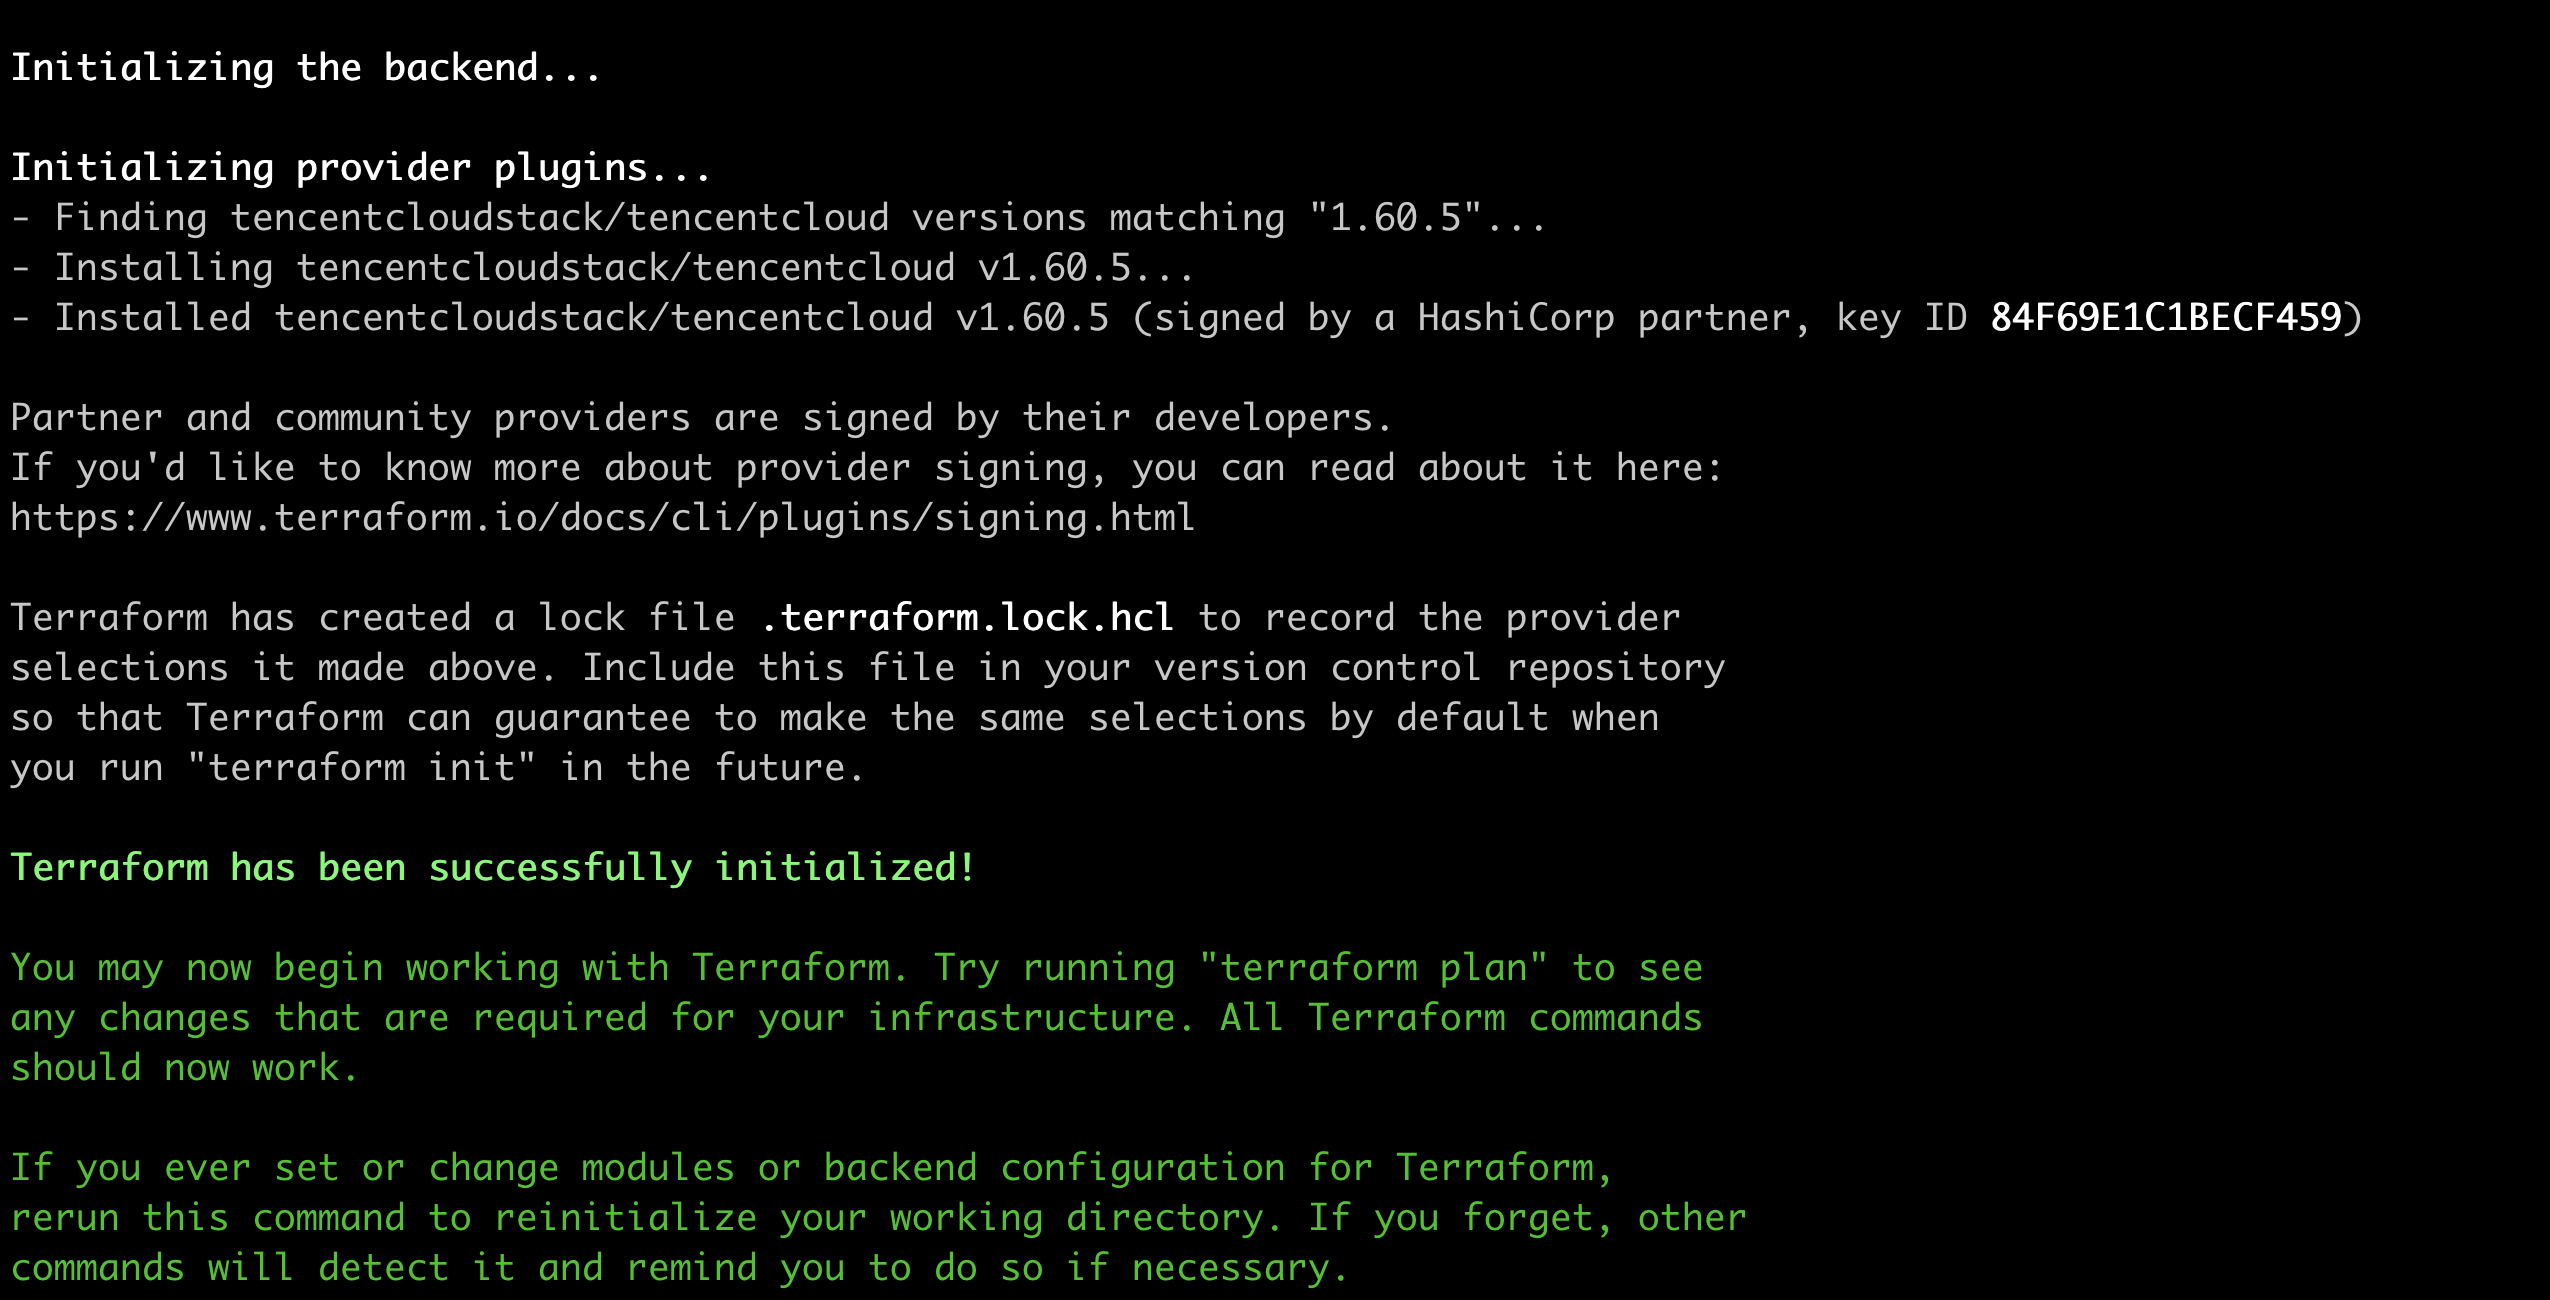 Initializing the backend...
Initializing provider plugins...
- Finding tencentcloudstack/tencentcloud versions matching "1.60.5"...
- Installing tencentcloudstack/tencentcloud v1.60.5...
- Installed tencentcloudstack/tencentcloud v1.60.5 (signed by a HashiCorp partner, key ID 84F69E1C1BECF459)
Partner and community providers are signed by their developers.
If you'd like to know more about provider signing, you can read about it here:
https://www.terraform.io/docs/cli/plugins/signing.html
Terraform has created a lock file .terraform.lock.hcl to record the provider
selections it made above. Include this file in your version control repository
so that Terraform can guarantee to make the same selections by default when
you run "terraform init" in the future.
Terraform has been successfully initialized!
You may now begin working with Terraform. Try running "terraform plan" to see
any changes that are required for your infrastructure. All Terraform commands
should now work.
If you ever set or change modules or backend configuration for Terraform,
rerun this command to reinitialize your working directory. If you forget, other
commands will detect it and remind you to do so if necessary.